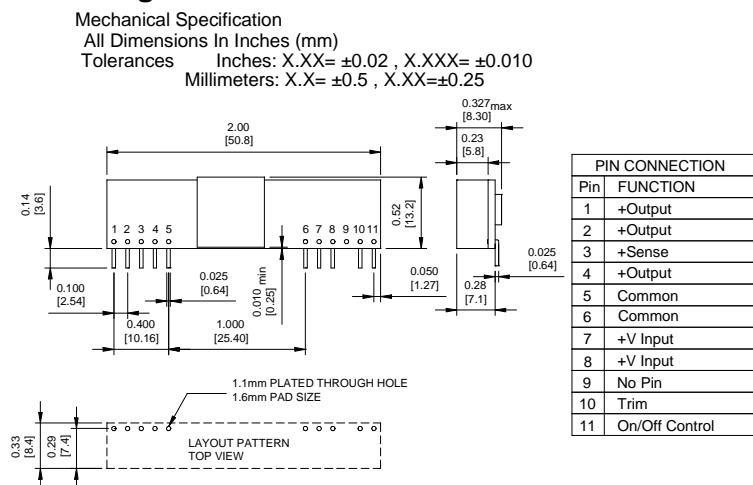 Mechanical Specification
All Dimensions In Inches (mm)
Tolerances Inches: X.XX= ±0.02 , X.XXX= ±0.010
Millimeters: X.X= ±0.5 , X.XX=±0.25
0.327max
[8.30]
2.00
[50.8]
0.23
[5.8]
0.14
[3.6]
0.52
[13.2]
1 2 3 4 5
6 7 8 9 10 11
0.025
[0.64]
0.100
[2.54]
0.025
[0.64]
0.010 min
[0.25]
0.050
[1.27]
0.28
[7.1]
0.400
[10.16]
1.000
[25.40]
1.1mm PLATED THROUGH HOLE
1.6mm PAD SIZE
0.33
[8.4]
0.29
[7.4]
LAYOUT PATTERN
TOP VIEW
PIN CONNECTION
Pin FUNCTION
1 +Output
2 +Output
3 +Sense
4 +Output
5 Common
6 Common
7 +V Input
8 +V Input
9 No Pin
10 Trim
11 On/Off Control